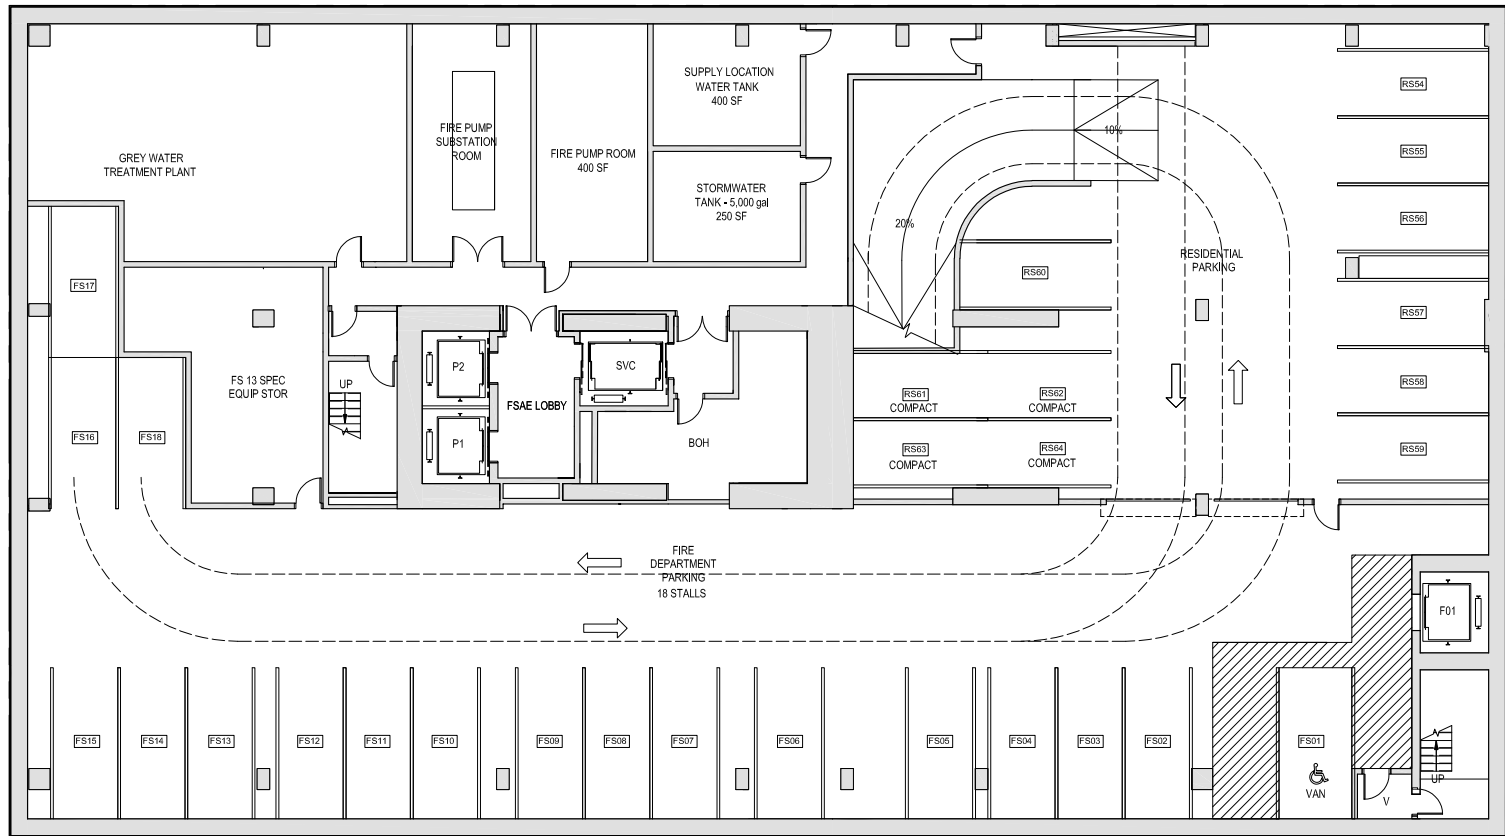 SUPPLY LOCATION
WATER TANK
400 SF
RS54
FIRE PUMP
SUBSTATION
ROOM
10%
GREY WATER
TREATMENT PLANT
FIRE PUMP ROOM
400 SF
RS55
STORMWATER
TANK - 5,000 gal
250 SF
20%
RS56
RESIDENTIAL
PARKING
RS60
FS17
RS57
P2
SVC
UP
FS 13 SPEC
EQUIP STOR
RS58
RS61
COMPACT
RS62
COMPACT
FSAE LOBBY
FS16
FS18
P1
BOH
RS63
COMPACT
RS64
COMPACT
RS59
FIRE
DEPARTMENT
PARKING
18 STALLS
F01
FS15
FS14
FS13
FS12
FS11
FS10
FS09
FS08
FS07
FS06
FS05
FS04
FS03
FS02
FS01
VAN
V
UP